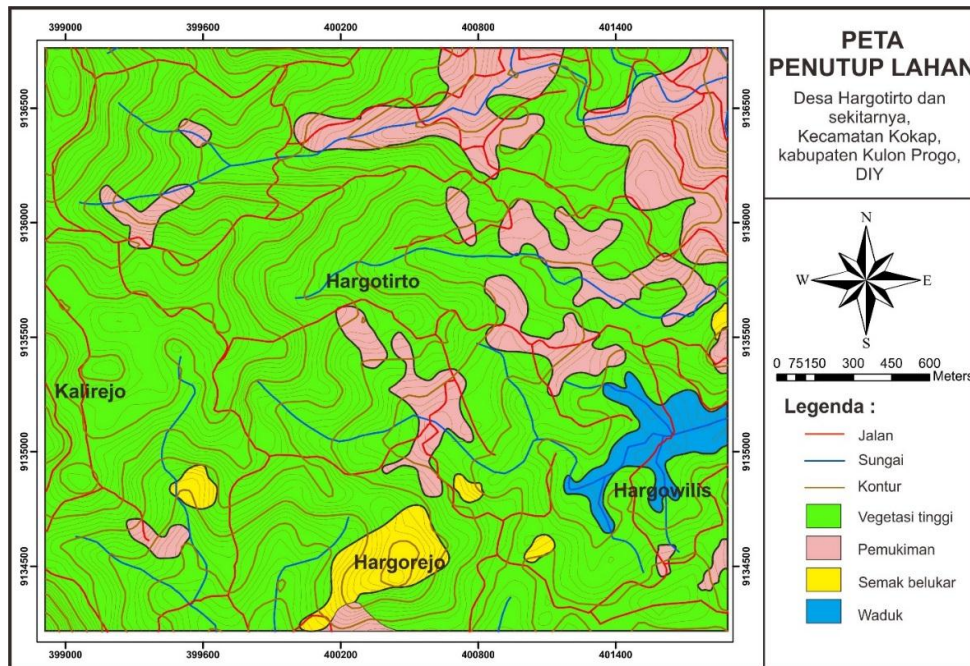 399000 399600 400200 400800 401400
9136500
9136000
9135500
9135000
9134500
Hargotirto
Kalirejo
Hargowilis
Hargorejo
9136500
9136000
9135500
9135000
9134500
399000 399600 400200 400800 401400
PETA
PENUTUP LAHAN
Desa Hargotirto dan
sekitarnya,
Kecamatan Kokap,
kabupaten Kulon Progo,
DIY
N
W E
S
0 75150 300 450 600
Meters
Legenda :
Jalan
Sungai
Kontur
Vegetasi tinggi
Pemukiman
Semak belukar
Waduk